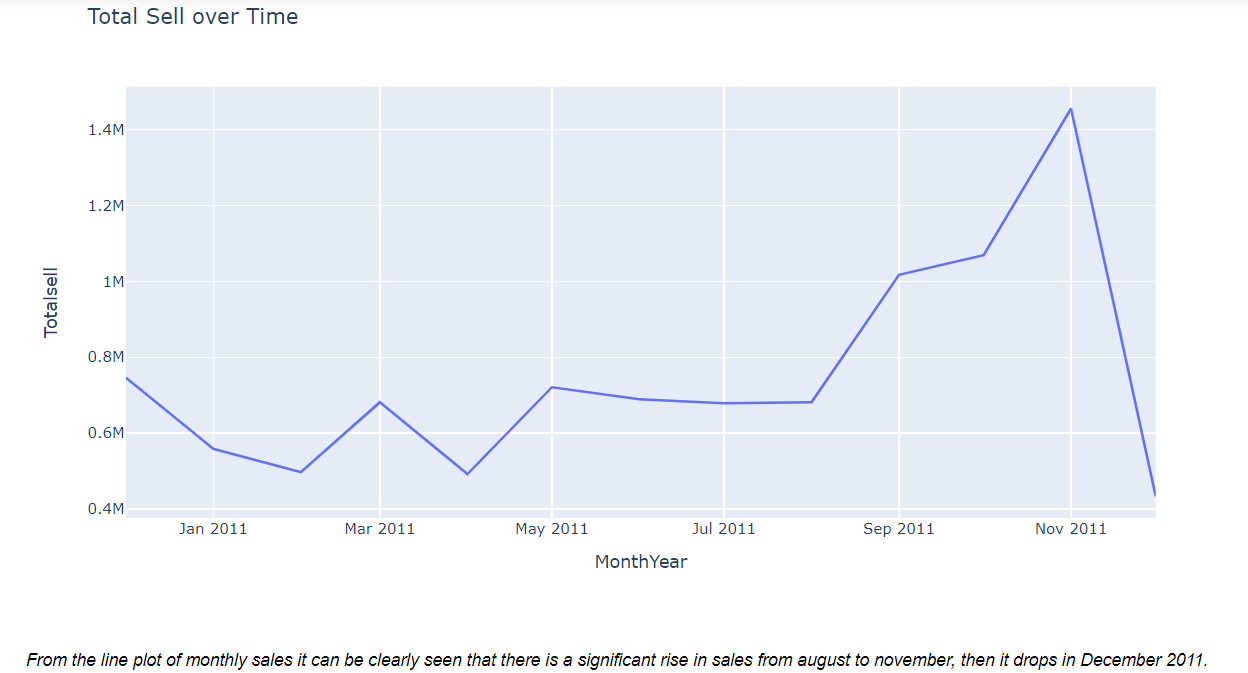 Total Sell over Time
1.4M
1.2M
1M
0.8M
0.6M
0.4M
Totalsell
Jan 2011 Mar 2011 May 2011 Jul 2011 Sep 2011 Nov 2011
MonthYear
From the line plot of monthly sales it can be clearly seen that there is a significant rise in sales from august to november, then it drops in December 2011.